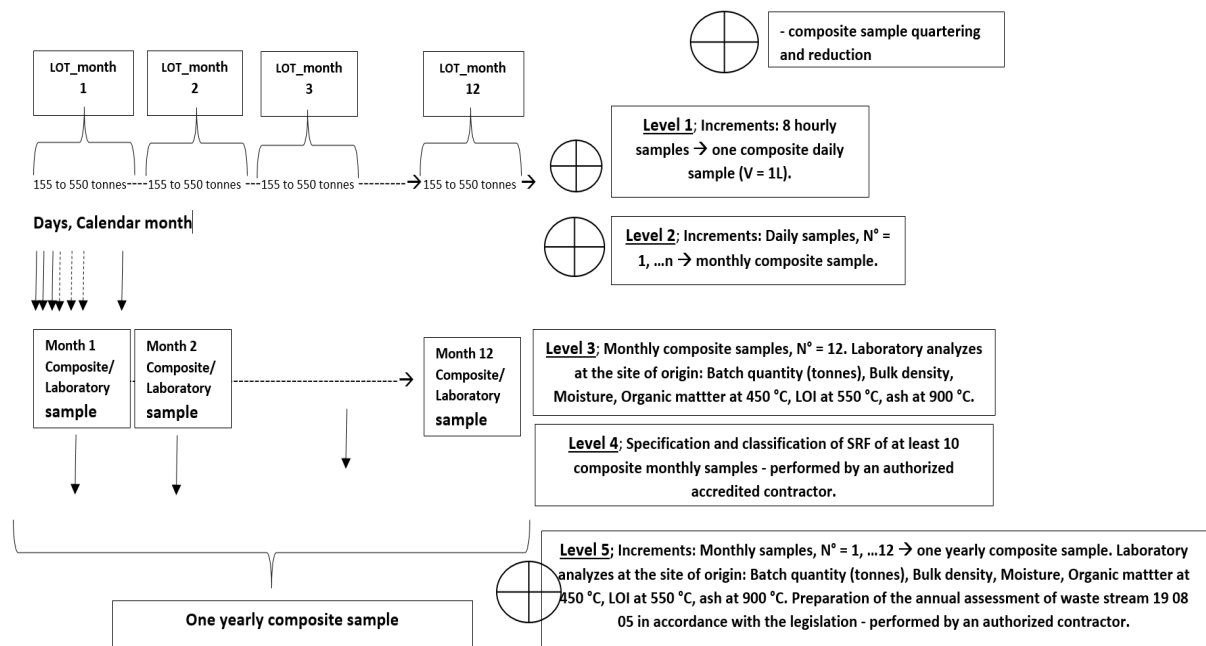 - composite sample quartering
and reduction
LOT_month
1
LOT_month
2
LOT_month
3
LOT_month
12
Level 1; Increments: 8 hourly
samples → one composite daily
sample (V = 1L).
155 to 550 tonnes
155 to 550 tonnes
155 to 550 tonnes
155 to 550 tonnes
Days, Calendar month
Level 2; Increments: Daily samples, N° =
1, ...n → monthly composite sample.
Month 1
Composite/
Laboratory
sample
Month 2
Composite/
Laboratory
sample
Month 12
Composite/
Laboratory
sample
Level 3; Monthly composite samples, N° = 12. Laboratory analyzes
at the site of origin: Batch quantity (tonnes), Bulk density,
Moisture, Organic mattter at 450 °C, LOI at 550 °C, ash at 900 °C.
Level 4; Specification and classification of SRF of at least 10
composite monthly samples - performed by an authorized
accredited contractor.
Level 5; Increments: Monthly samples, N° = 1, ...12 → one yearly composite sample. Laboratory
analyzes at the site of origin: Batch quantity (tonnes), Bulk density, Moisture, Organic mattter at
450 °C, LOI at 550 °C, ash at 900 °C. Preparation of the annual assessment of waste stream 19 08
05 in accordance with the legislation - performed by an authorized contractor.
One yearly composite sample